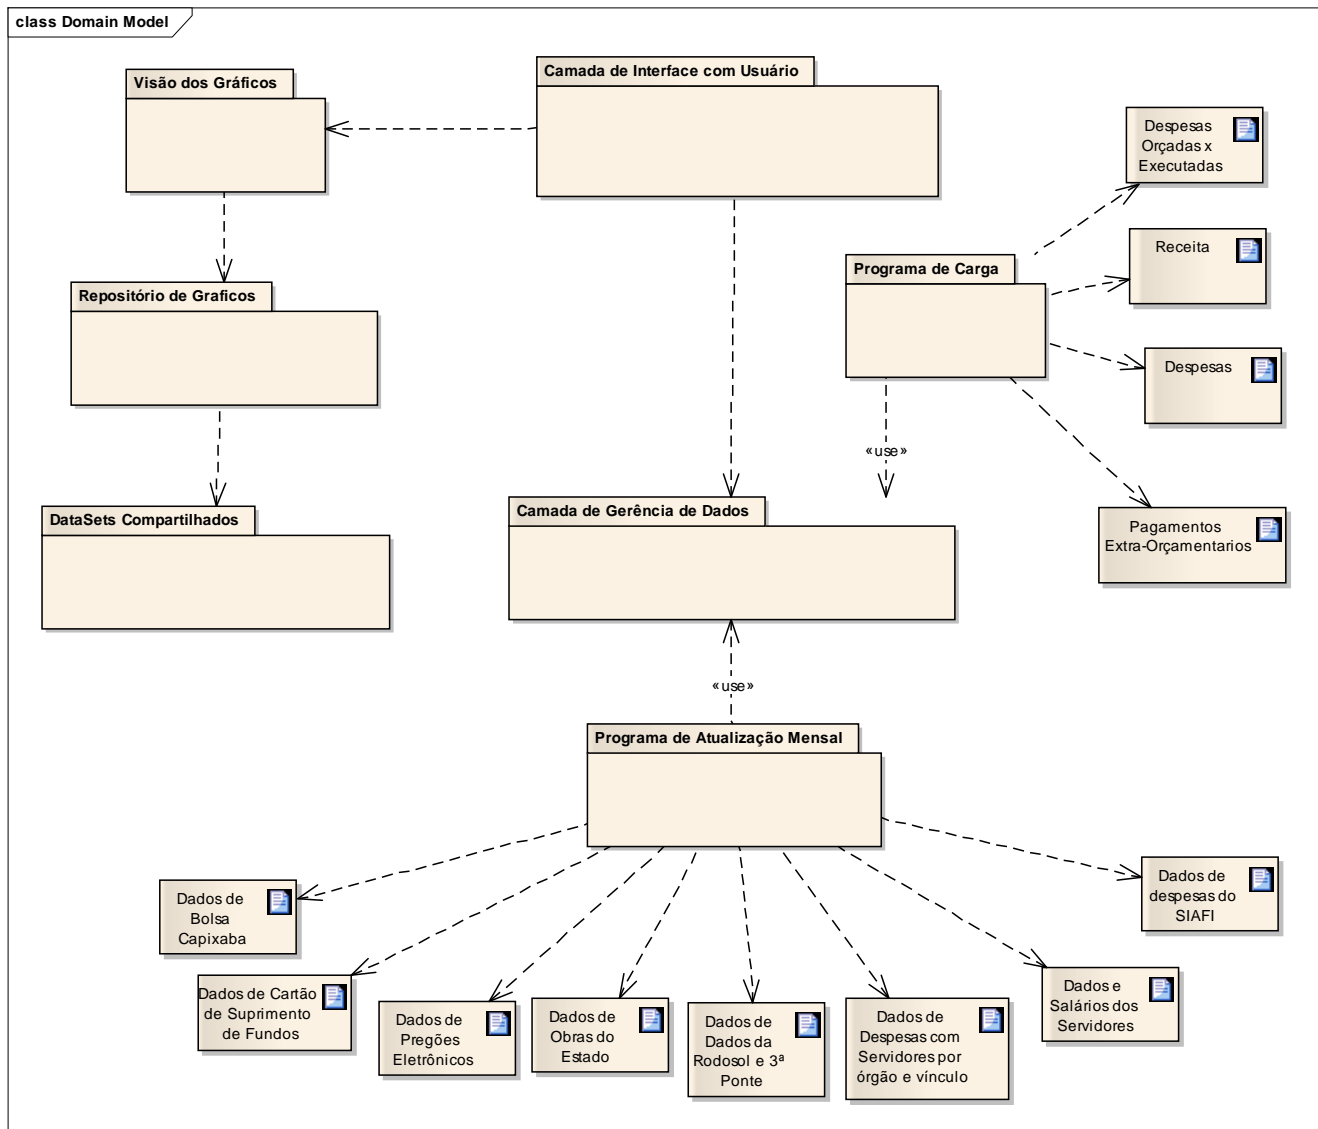 class Domain Model
Visão dos Gráficos
Camada de Interface com Usuário
Despesas
Orçadas x
Executadas
Receita
Programa de Carga
Repositório de Graficos
Despesas
«use»
DataSets Compartilhados
Camada de Gerência de Dados
Pagamentos
Extra-Orçamentarios
«use»
Programa de Atualização Mensal
Dados de
Bolsa
Capixaba
Dados de
despesas do
SIAFI
Dados de Cartão
de Suprimento
de Fundos
Dados de
Pregões
Eletrônicos
Dados de
Obras do
Estado
Dados de
Dados da
Rodosol e 3ª
Ponte
Dados de
Despesas com
Servidores por
órgão e vínculo
Dados e
Salários dos
Servidores